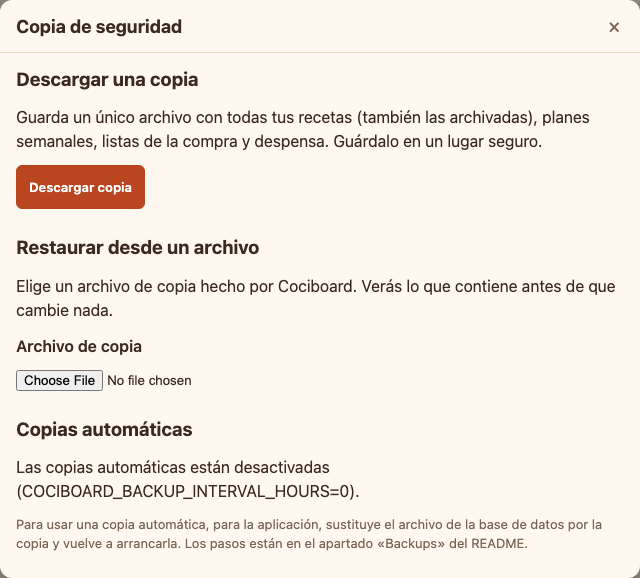 Copia de seguridad
×
Descargar una copia
Guarda un único archivo con todas tus recetas (también las archivadas), planes
semanales, listas de la compra y despensa. Guárdalo en un lugar seguro.
Descargar copia
Restaurar desde un archivo
Elige un archivo de copia hecho por Cociboard. Verás lo que contiene antes de que
cambie nada.
Archivo de copia
Choose File No file chosen
Copias automáticas
Las copias automáticas están desactivadas
(COCIBOARD_BACKUP_INTERVAL_HOURS=0).
Para usar una copia automática, para la aplicación, sustituye el archivo de la base de datos por la
copia y vuelve a arrancarla. Los pasos están en el apartado «Backups» del README.